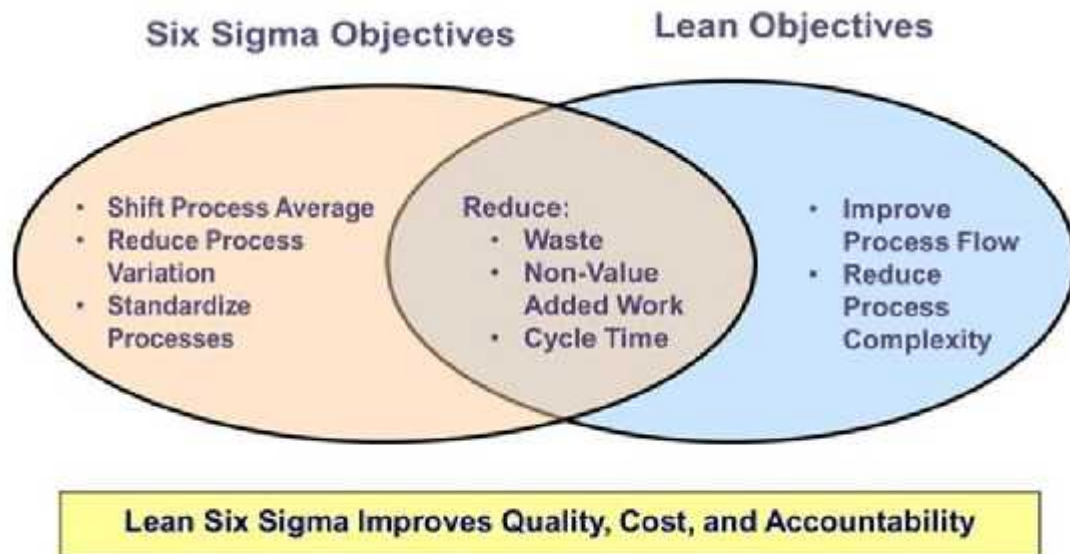 Six Sigma Objectives
Lean Objectives
• Shift Process Average
• Reduce Process
Variation
• Standardize
Processes
Reduce:
• Waste
• Non-Value
Added Work
• Cycle Time
• Improve
Process Flow
• Reduce
Process
Complexity
Lean Six Sigma Improves Quality, Cost, and Accountability